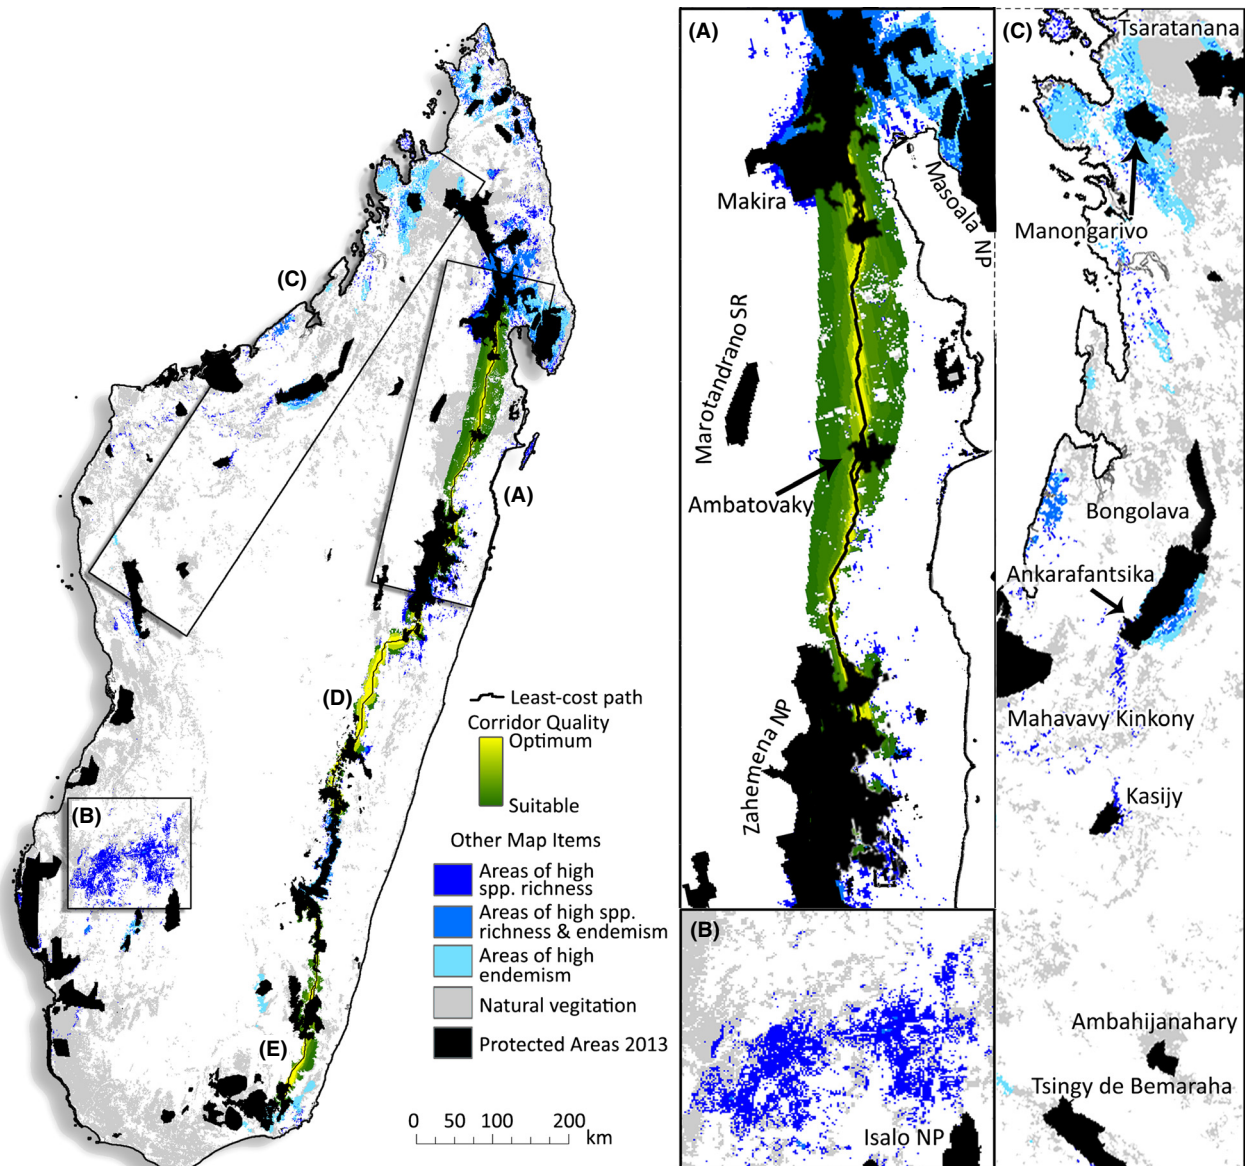 (C)
(A)
(D)
(B)
(E)
Least-cost path
Corridor Quality
Optimum
Suitable
Other Map Items
Areas of high
spp. richness
Areas of high spp.
richness & endemism
Areas of high
endemism
Natural vegitation
Protected Areas 2013
0 50 100 200
km
(A)
Makira
Masoala NP
Marotandrano SR
Ambatovaky
Zahemena NP
(B)
Isalo NP
(C)
Tsaratanana
Manongarivo
Bongolava
Ankarafantsika
Mahavavy Kinkony
Kasijy
Ambahijanahary
Tsingy de Bemaraha